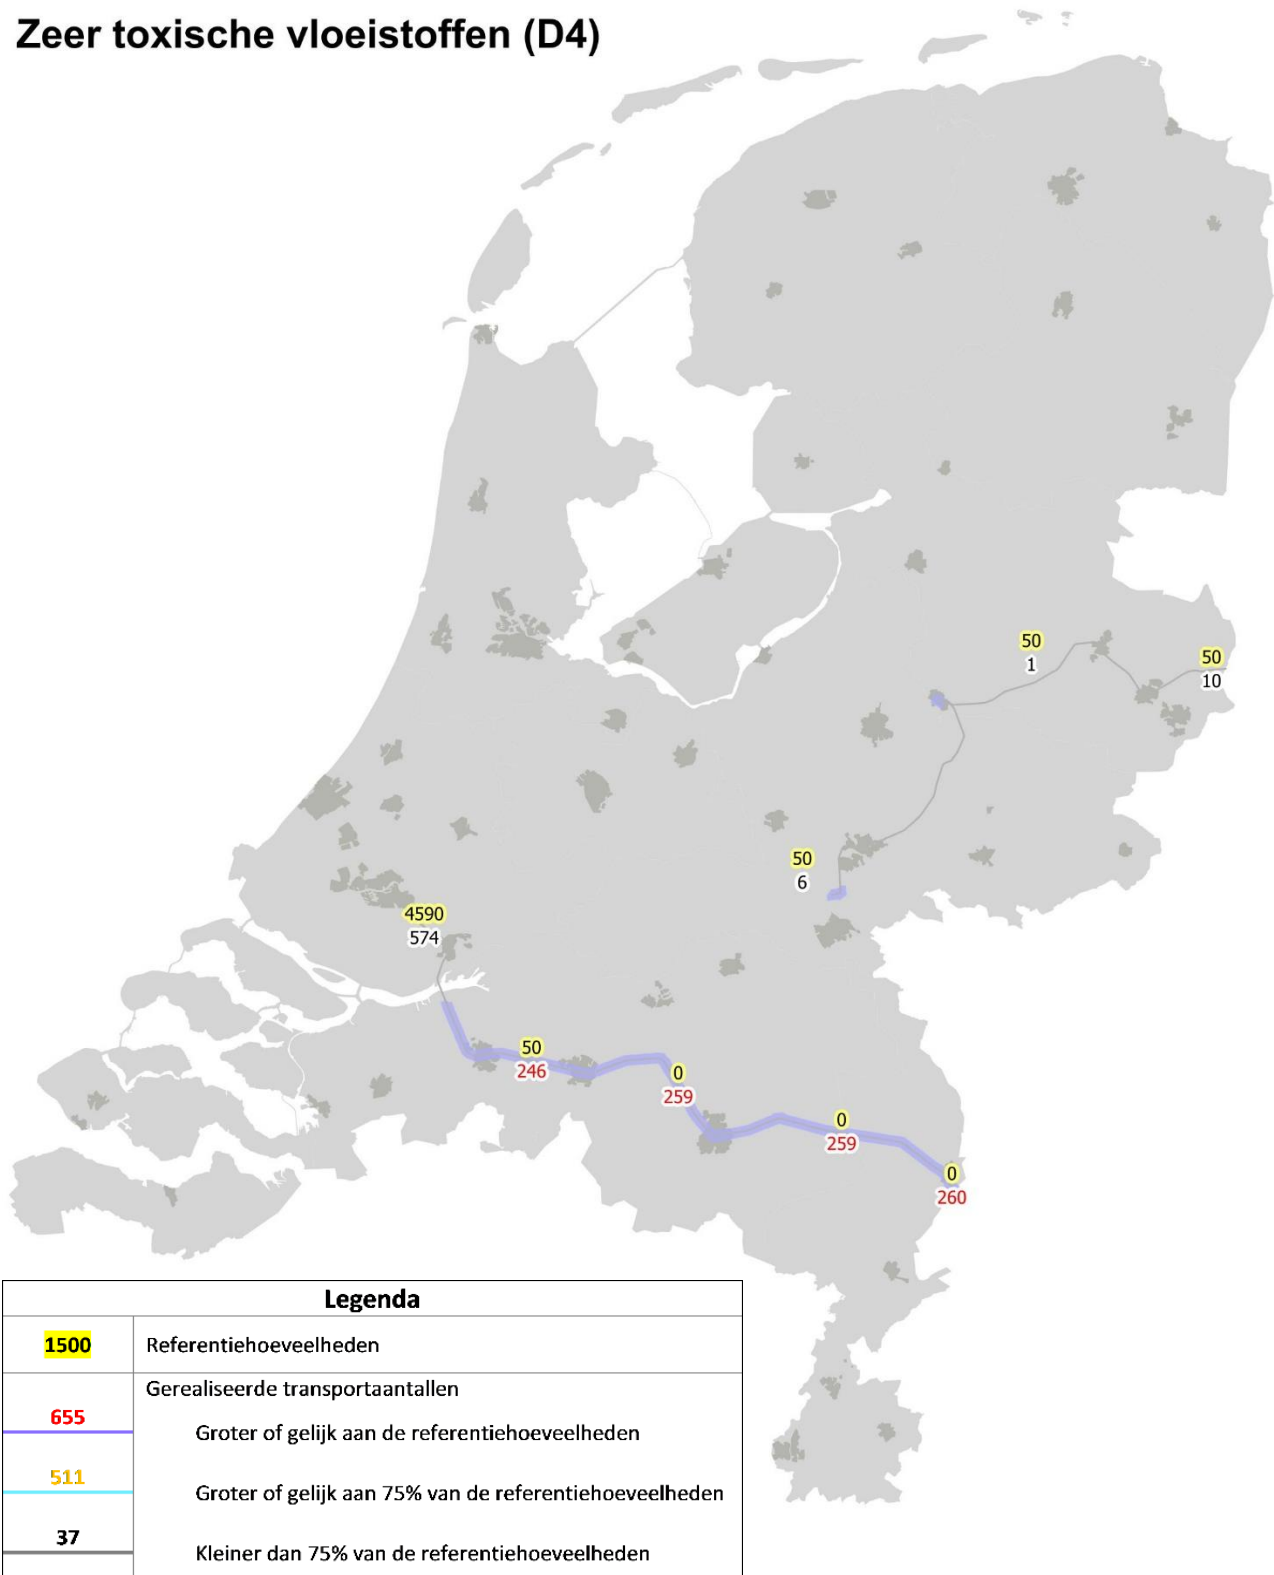 Zeer toxische vloeistoffen (D4)
50
1
50
10
50
6
4590
574
50
246
0
259
0
259
0
260
Legenda
1500 Referentiehoeveelheden
Gerealiseerde transportaantallen
655
Groter of gelijk aan de referentiehoeveelheden
511
Groter of gelijk aan 75% van de referentiehoeveelheden
37
Kleiner dan 75% van de referentiehoeveelheden